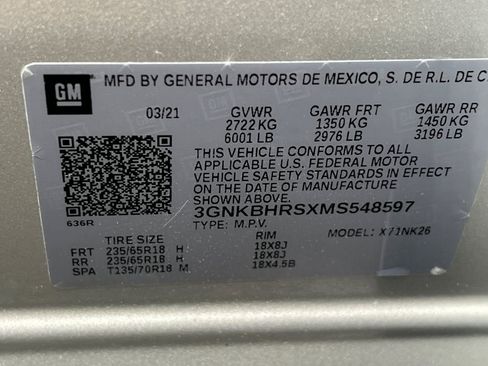 GM
MFD BY GENERAL MOTORS DE MEXICO, S. DE R.L. DE C
03/21 GVWR GAWR FRT GAWR RR
2722 KG 1350 KG 1450 KG
6001 LB 2976 LB 3196 LB
THIS VEHICLE CONFORMS TO ALL
APPLICABLE U.S. FEDERAL MOTOR
VEHICLE SAFETY STANDARDS IN EFFECT
ON THE DATE OF MANUFACTURE SHOWN ABOVE.
636R 3GNKBHRSXMS548597
TYPE: M.P.V. MODEL: X71NK26
TIRE SIZE RIM
FRT 235/65R18 H 18X8J
RR 235/65R18 H 18X8J
SPA T135/70R18 M 18X4.5B